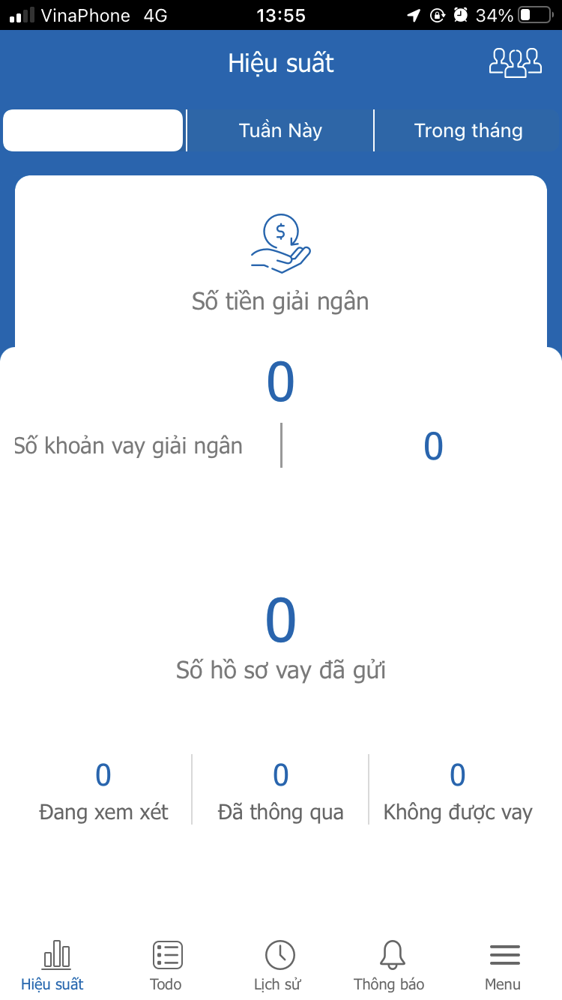 VinaPhone 4G 13:55 34%
Hiệu suất
Tuần Này Trong tháng
$
Số tiền giải ngân
0
Số khoản vay giải ngân 0
0
Số hồ sơ vay đã gửi
0 0 0
Đang xem xét Đã thông qua Không được vay
Hiệu suất Todo Lịch sử Thông báo Menu